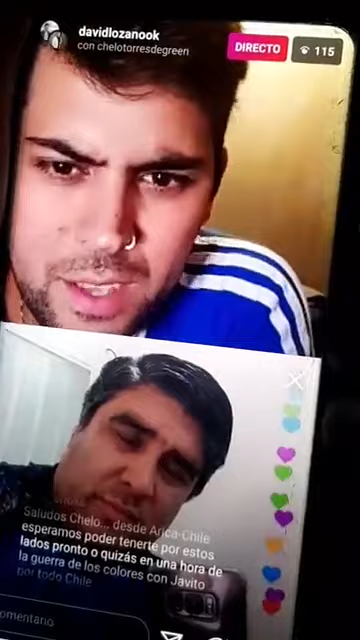 davidlozanook
con chelotorresdegreen
DIRECTO
115
Saludos Chelo... desde Arica-Chile
esperamos poder tenerte por estos
lados pronto o quizás en una hora de
la guerra de los colores con Javito
por todo Chile
omentario